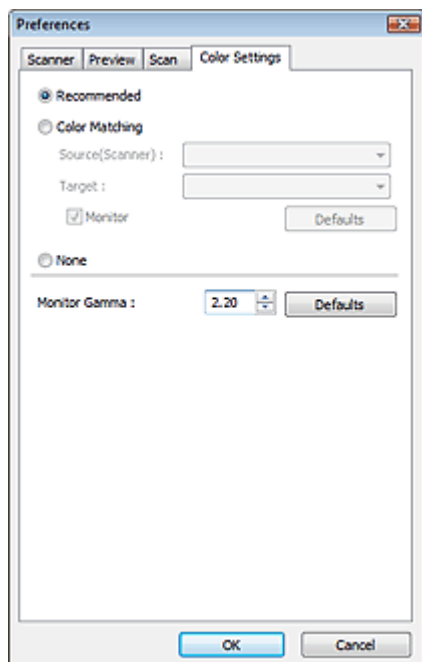 Preferences
Scanner Preview Scan Color Settings
Recommended
Color Matching
Source(Scanner) :
Target :
Monitor Defaults
None
Monitor Gamma : 2.20 Defaults
OK Cancel